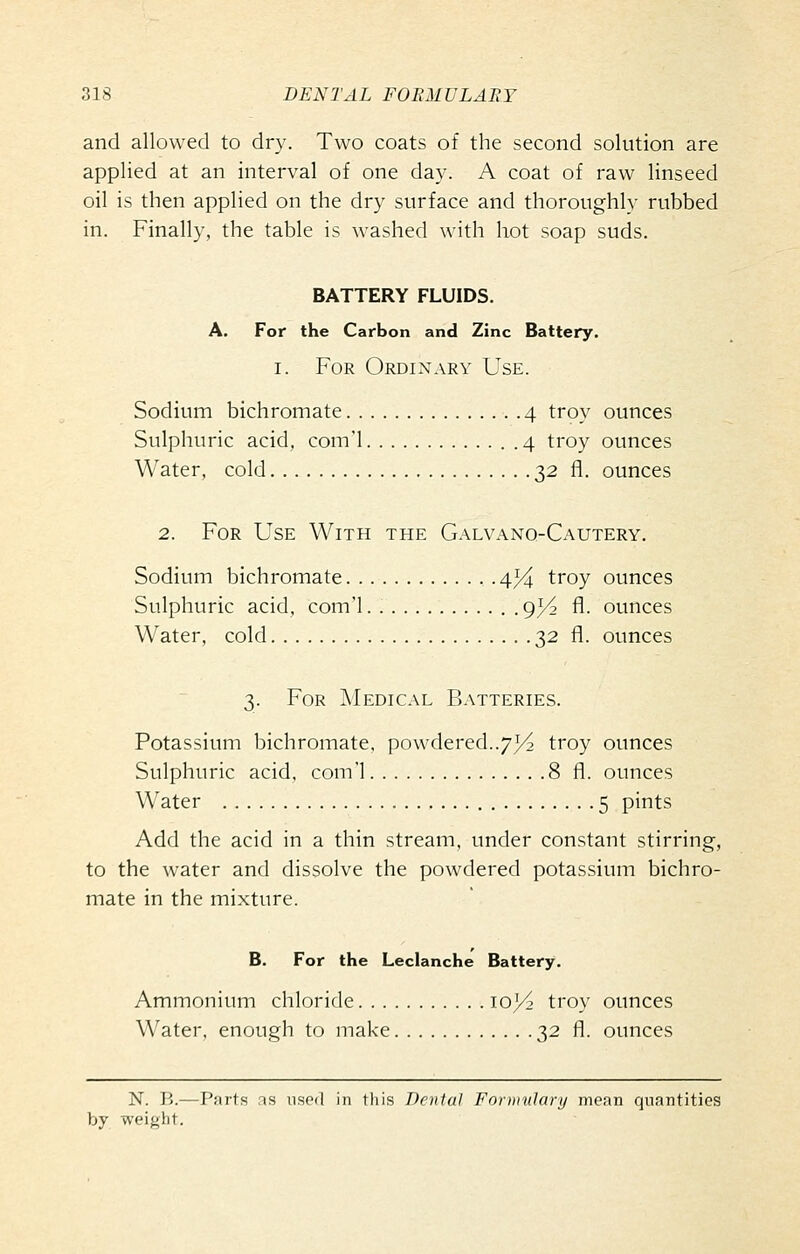 318 DENTAL FORMULARY
and allowed to dry. Two coats of the second solution are
applied at an interval of one day. A coat of raw linseed
oil is then applied on the dry surface and thoroughly rubbed
in. Finally, the table is washed with hot soap suds.
BATTERY FLUIDS.
A. For the Carbon and Zinc Battery.
1. For Ordinary Use.
Sodium bichromate...............4 troy ounces
Sulphuric acid, com'l.............4 troy ounces
Water, cold......................32 fl. ounces
2. For Use With the Galvano-Cautery.
Sodium bichromate.............4¼ troy ounces
Sulphuric acid, com'l.............9½ fl. ounces
Water, cold......................32 fl. ounces
3. For Medical Batteries.
Potassium bichromate, powdered..7½ troy ounces
Sulphuric acid, com'l...............8 fl. ounces
Water ................................5 pints
Add the acid in a thin stream, under constant stirring,
to the water and dissolve the powdered potassium bichro-
mate in the mixture.
B. For the Leclanché Battery.
Ammonium chloride...........10½ troy ounces
Water, enough to make............32 fl. ounces
N. B.—Parts as used in this Dental Formulary mean quantities
by weight.